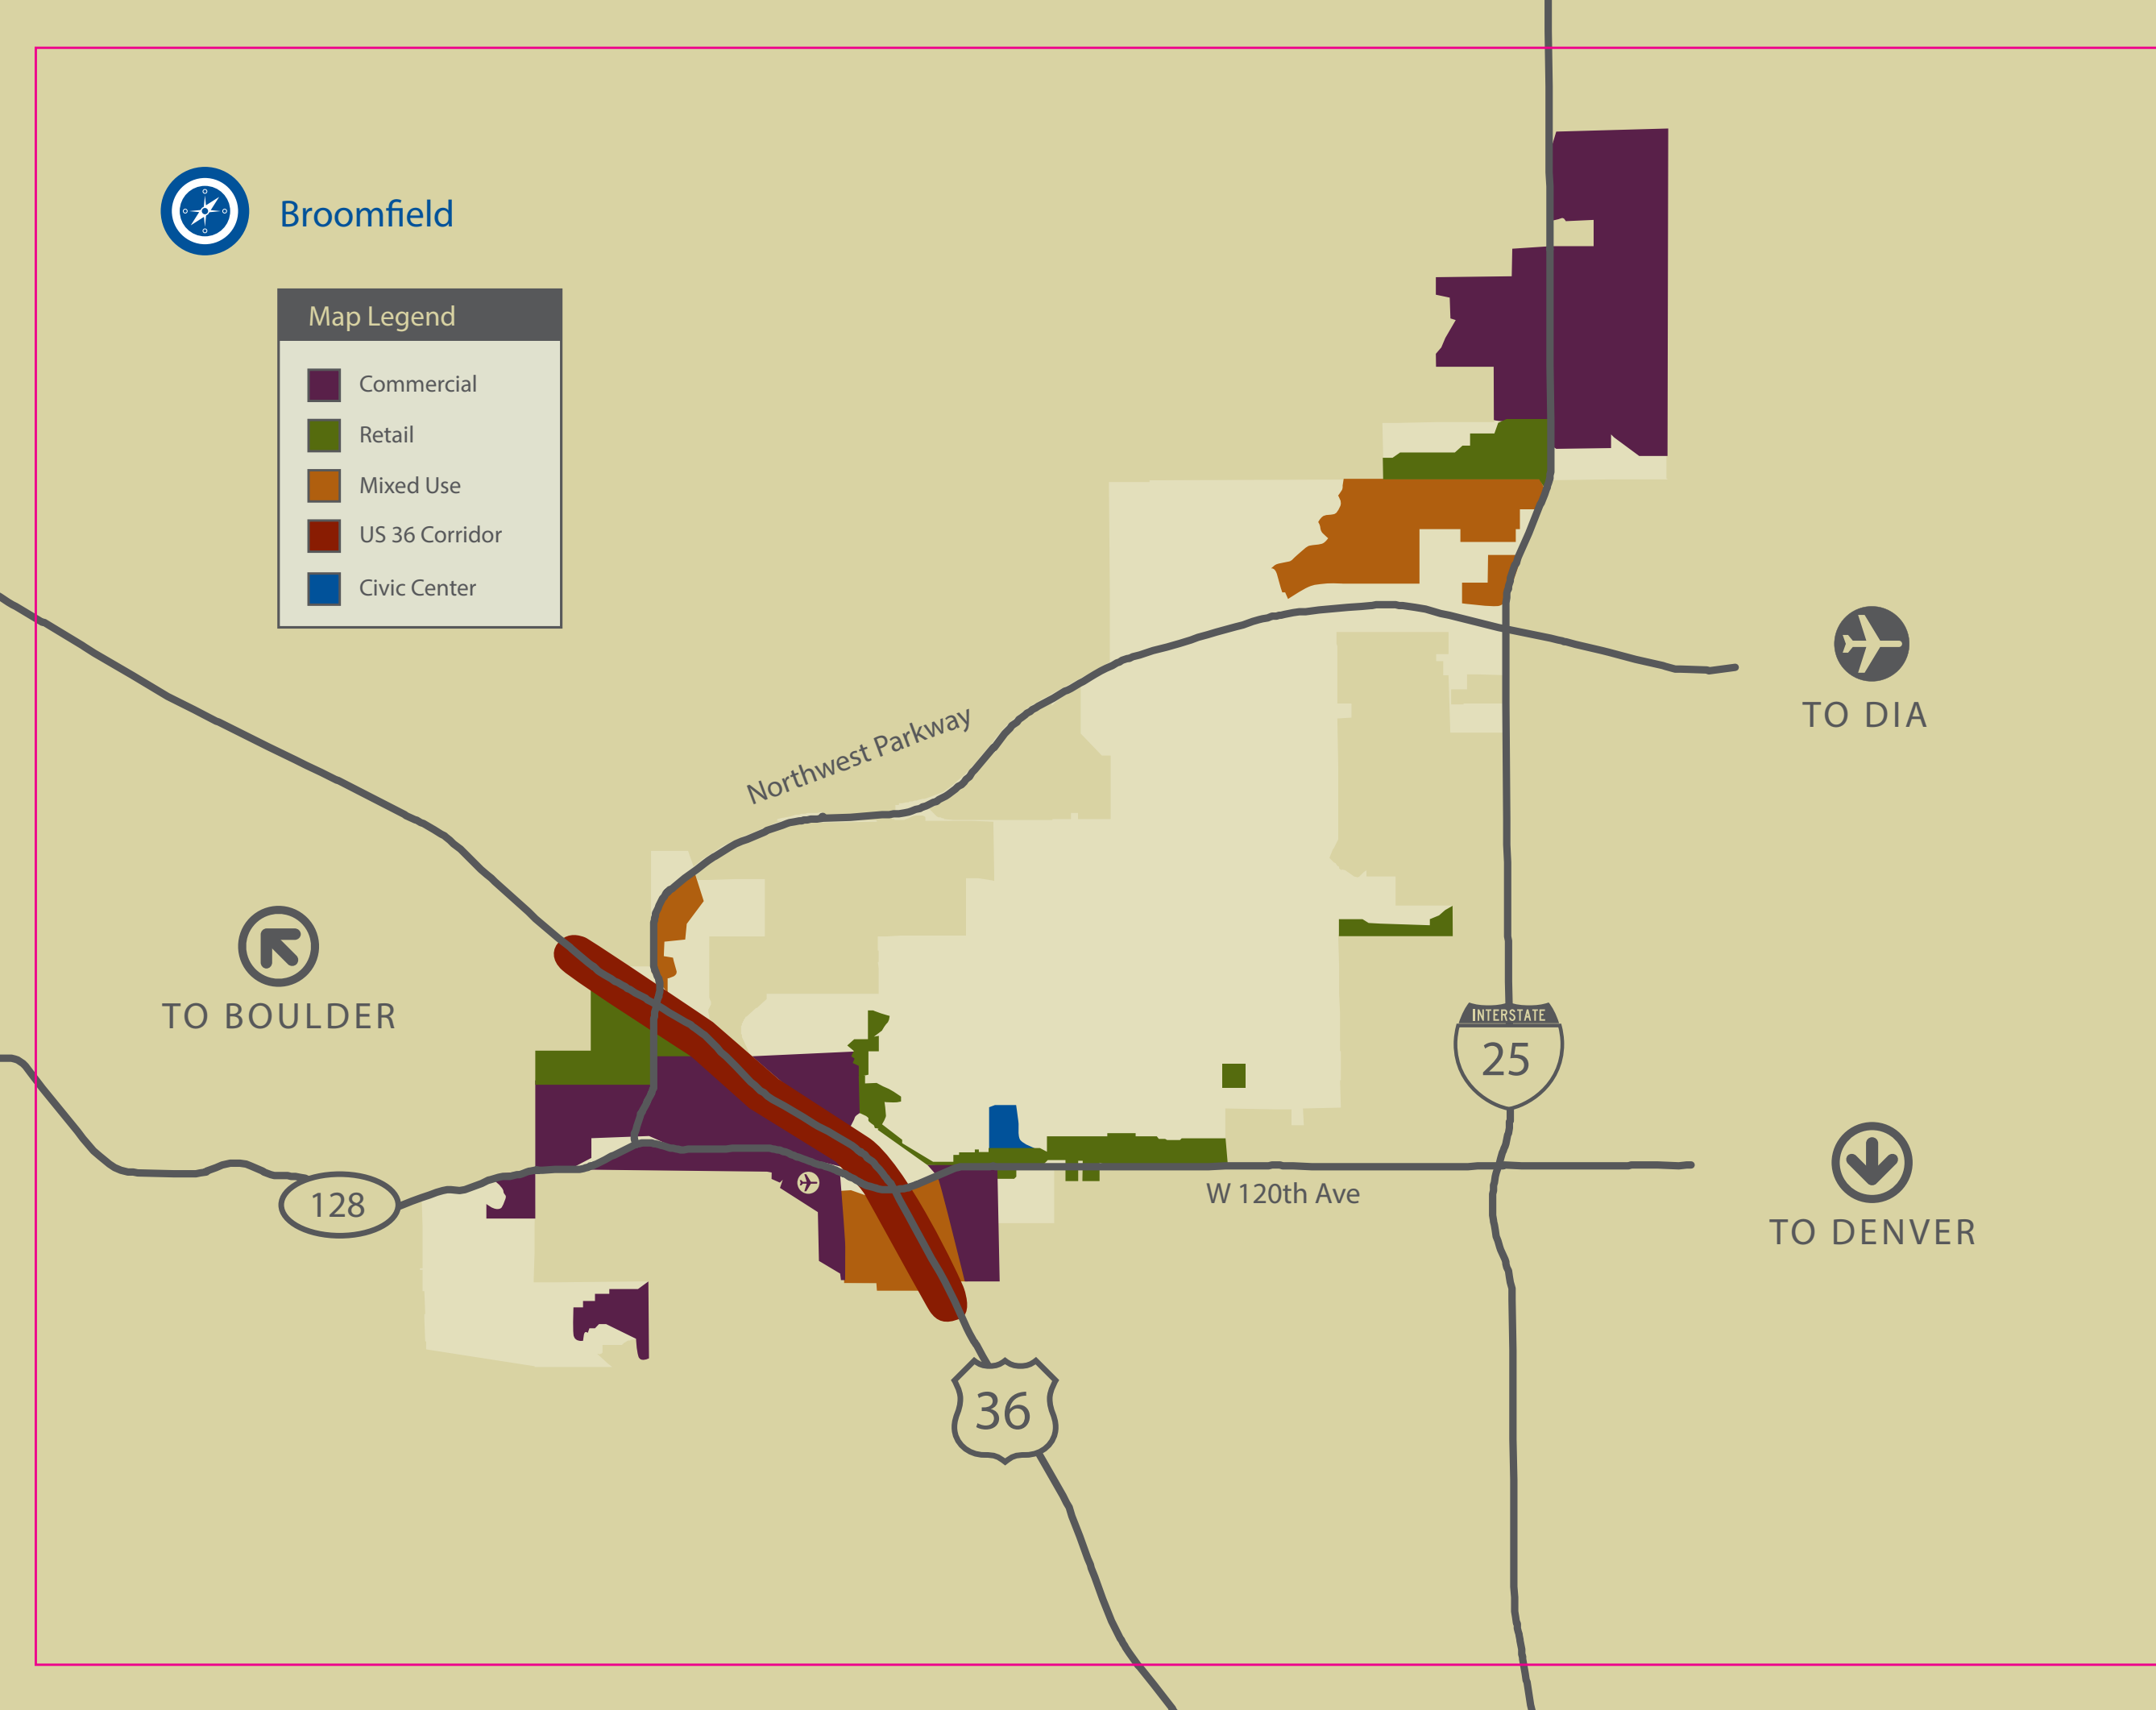 Broomfield
Map Legend
Commercial
Retail
Mixed Use
US 36 Corridor
Civic Center
TO DIA
Northwest Parkway
TO BOULDER
INTERSTATE
25
128
W 120th Ave
TO DENVER
36